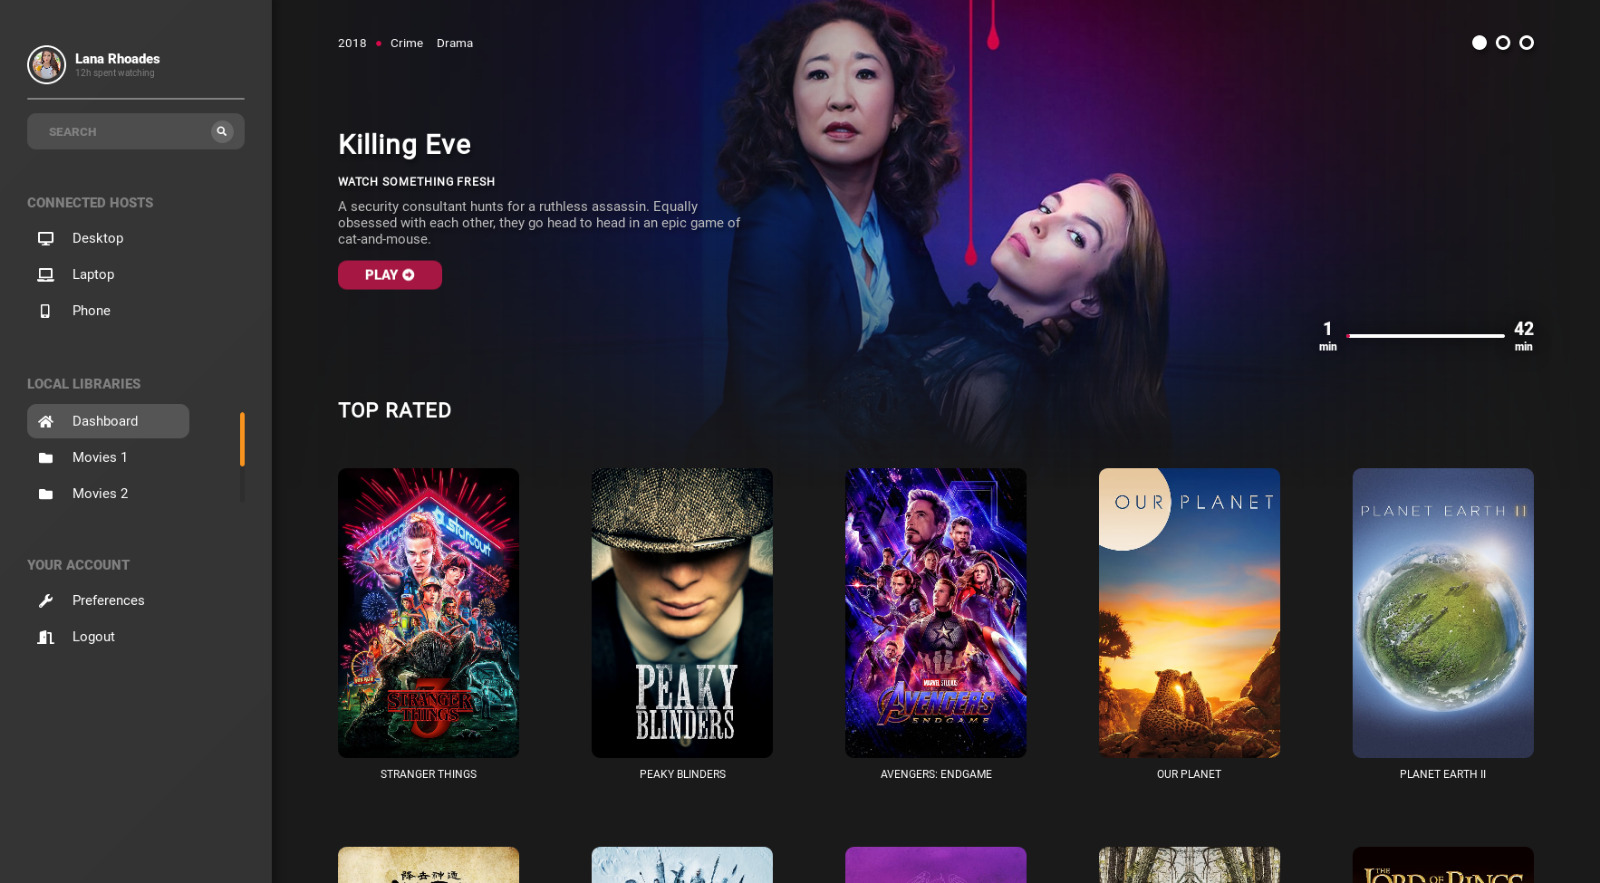 Lana Rhoades
12h spent watching
SEARCH
CONNECTED HOSTS
Desktop
Laptop
Phone
LOCAL LIBRARIES
Dashboard
Movies 1
Movies 2
YOUR ACCOUNT
Preferences
Logout
2018 • Crime Drama
Killing Eve
WATCH SOMETHING FRESH
A security consultant hunts for a ruthless assassin. Equally
obsessed with each other, they go head to head in an epic game of
cat-and-mouse.
PLAY
1
min
42
min
TOP RATED
starcourt
STRANGER
3
THINGS
STRANGER THINGS
PEAKY
BLINDERS
PEAKY BLINDERS
MARVEL STUDIOS
AVENGERS
ENDGAME
AVENGERS: ENDGAME
OUR PLANET
OUR PLANET
PLANET EARTH II
PLANET EARTH II
THE
LORD OF THE RINGS